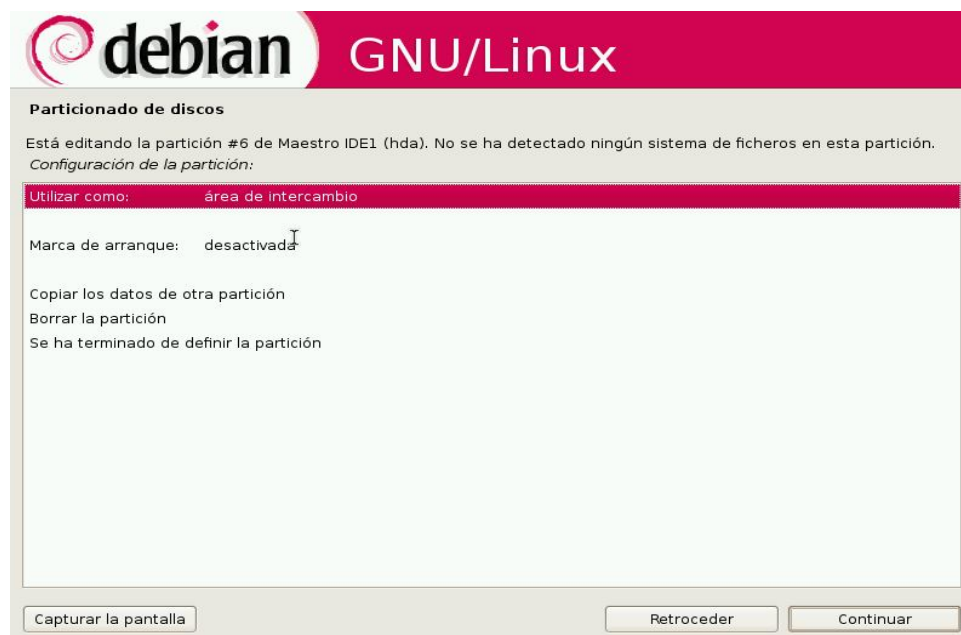 debian GNU/Linux
Particionado de discos
Está editando la partición #6 de Maestro IDE1 (hda). No se ha detectado ningún sistema de ficheros en esta partición.
Configuración de la partición:
Utilizar como: área de intercambio
Marca de arranque: desactivada
Copiar los datos de otra partición
Borrar la partición
Se ha terminado de definir la partición
Capturar la pantalla Retroceder Continuar